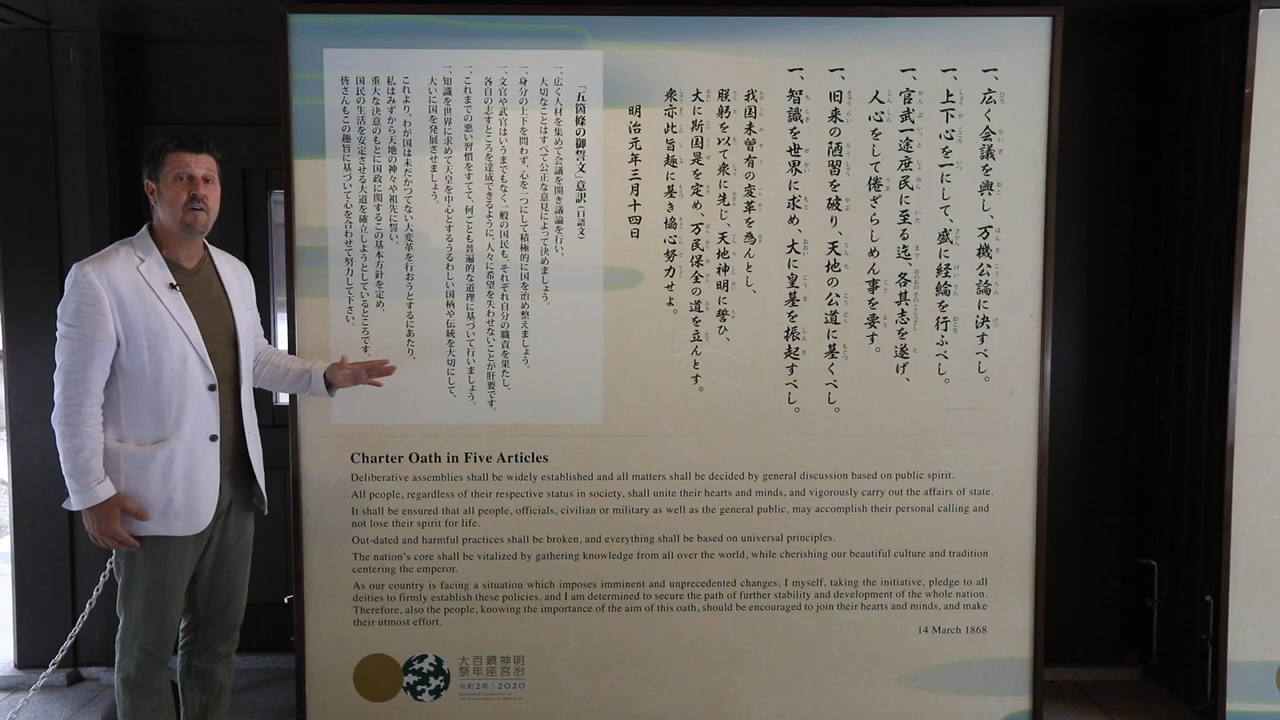 一、広く会議を興し、万機公論に決すべし。
一、上下心を一にして、盛に経綸を行ふべし。
一、官武一途庶民に至る迄、各其志を遂げ、
人心をして倦ざらしめん事を要す。
一、旧来の陋習を破り、天地の公道に基くべし。
一、智識を世界に求め、大に皇基を振起すべし。
我国未曾有の変革を為んとし、
朕躬を以て衆に先じ、天地神明に誓ひ、
大に斯国是を定め、万民保全の道を立んとす。
衆亦此旨趣に基き協心努力せよ。
明治元年三月十四日
「五箇條の御誓文」意訳（口語文）
一、広く人材を集めて会議を開き議論を行い、
大切なことはすべて公正な意見によって決めましょう。
一、身分の上下を問わず、心を一つにして積極的に国を治め整えましょう。
一、文官や武官はいうまでもなく一般の国民も、それぞれ自分の職責を果たし、
各自の志すところを達成できるように、人々に希望を失わせないことが肝要です。
一、これまでの悪い習慣をすてて、何ごとも普遍的な道理に基づいて行いましょう。
一、知識を世界に求めて天皇を中心とするうるわしい国柄や伝統を大切にして、
大いに国を発展させましょう。
これより、わが国は未だかつてない大変革を行おうとするにあたり、
私はみずから天地の神々や祖先に誓い、
重大な決意のもとに国政に関するこの基本方針を定め、
国民の生活を安定させる大道を確立しようとしているところです。
皆さんもこの趣旨に基づいて心を合わせて努力して下さい。
Charter Oath in Five Articles
Deliberative assemblies shall be widely established and all matters shall be decided by general discussion based on public spirit.
All people, regardless of their respective status in society, shall unite their hearts and minds, and vigorously carry out the affairs of state.
It shall be ensured that all people, officials, civilian or military as well as the general public, may accomplish their personal calling and
not lose their spirit for life.
Out-dated and harmful practices shall be broken, and everything shall be based on universal principles.
The nation's core shall be vitalized by gathering knowledge from all over the world, while cherishing our beautiful culture and tradition
centering the emperor.
As our country is facing a situation which imposes imminent and unprecedented changes, I myself, taking the initiative, pledge to all
deities to firmly establish these policies, and I am determined to secure the path of further stability and development of the whole nation.
Therefore, also the people, knowing the importance of the aim of this oath, should be encouraged to join their hearts and minds, and make
their utmost effort.
14 March 1868
明治
神宮
鎮座
百年
大祭
令和2年 | 2020